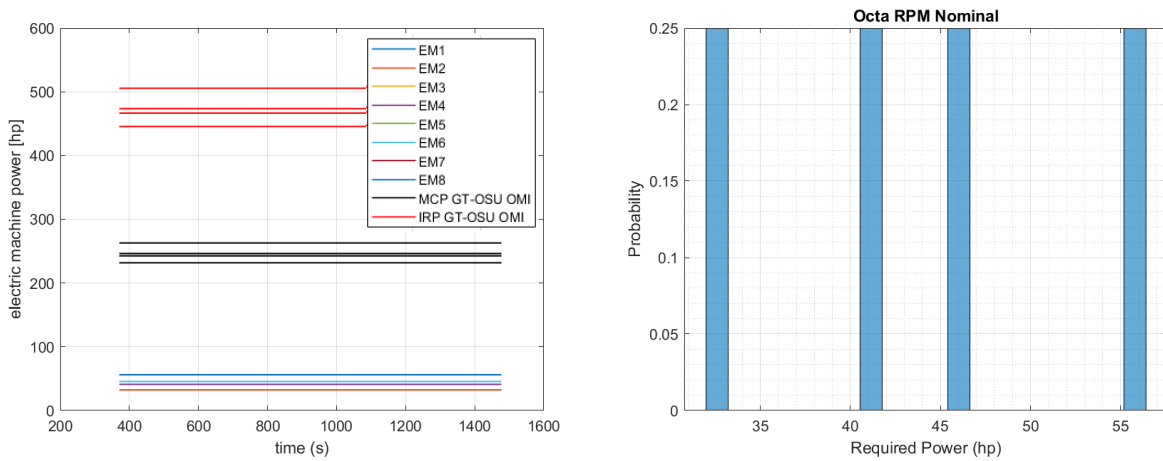 600
500
400
300
200
100
0
electric machine power [hp]
EM1
EM2
EM3
EM4
EM5
EM6
EM7
EM8
MCP GT-OSU OMI
IRP GT-OSU OMI
200 400 600 800 1000 1200 1400 1600
time (s)
Octa RPM Nominal
0.25
0.2
0.15
0.1
0.05
0
Probability
35 40 45 50 55
Required Power (hp)